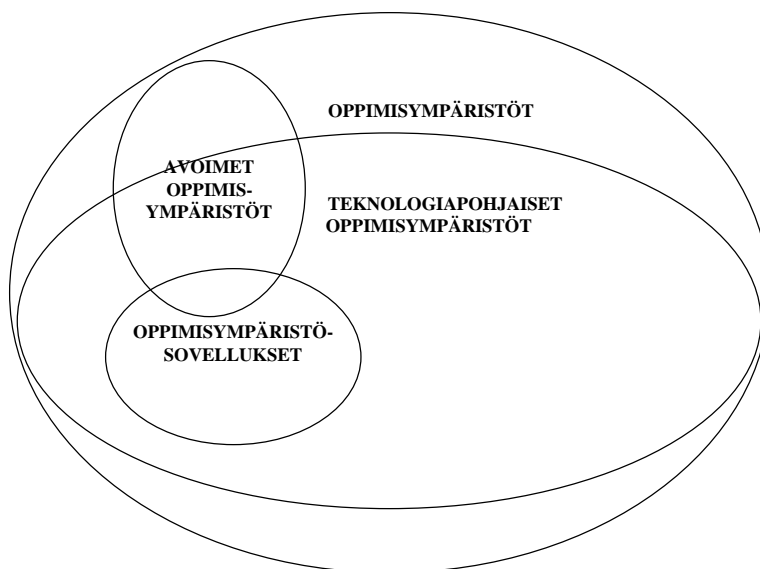 OPPIMISYMPÄRISTÖT
AVOIMET
OPPIMIS-
YMPÄRISTÖT
TEKNOLOGIAPOHJAISET
OPPIMISYMPÄRISTÖT
OPPIMISYMPÄRISTÖ-
SOVELLUKSET